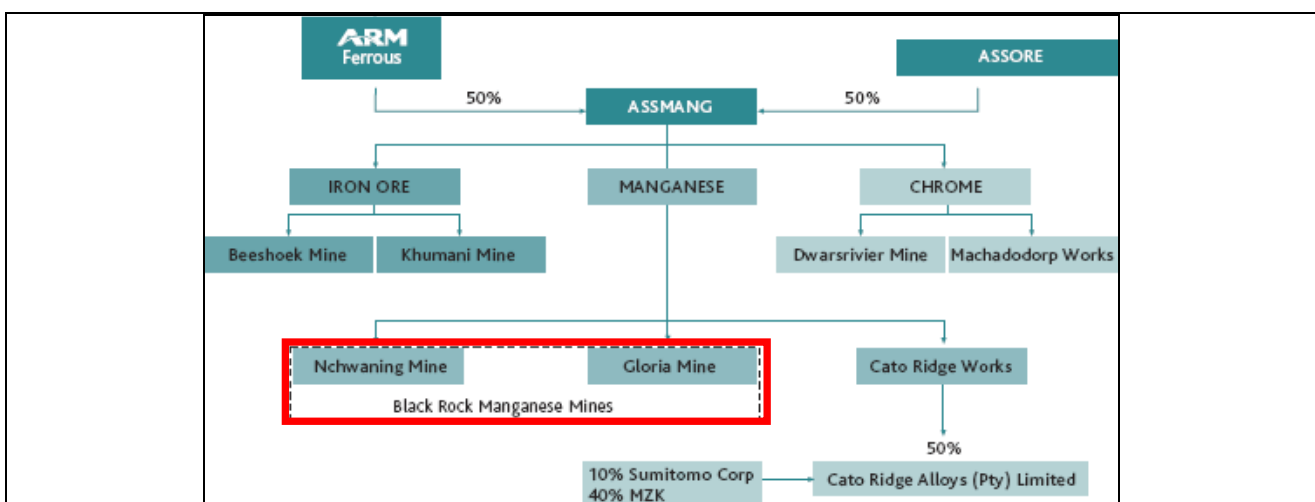 ARM
Ferrous
ASSORE
50%
50%
ASSMANG
IRON ORE
MANGANESE
CHROME
Beeshoek Mine
Khumani Mine
Dwarsrivier Mine
Machadodorp Works
Nchwaning Mine
Gloria Mine
Cato Ridge Works
Black Rock Manganese Mines
50%
10% Sumitomo Corp
40% MZK
Cato Ridge Alloys (Pty) Limited